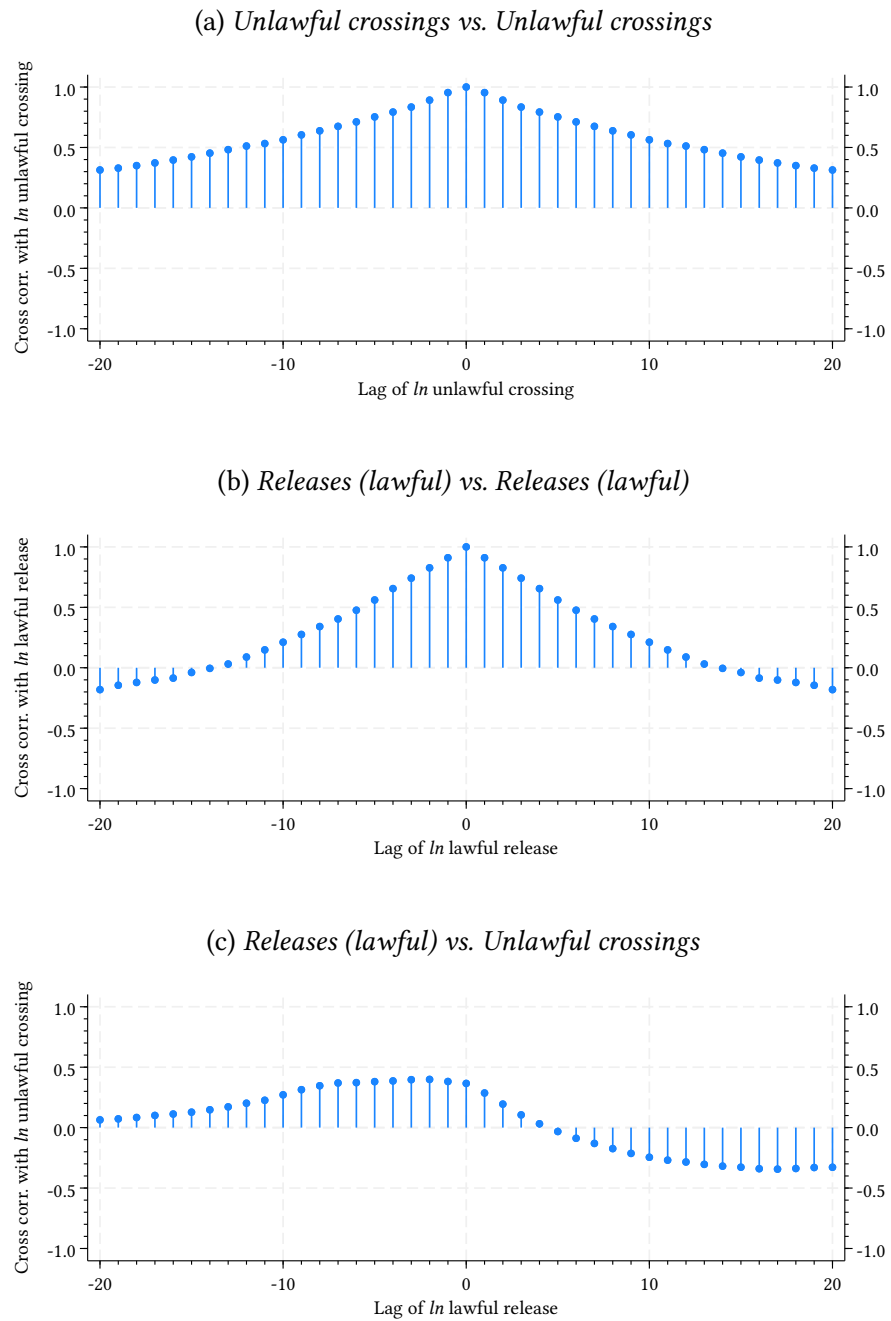 (a) Unlawful crossings vs. Unlawful crossings
Cross corr. with ln unlawful crossing
1.0 1.0
0.5 0.5
0.0 0.0
-0.5 -0.5
-1.0 -1.0
-20 -10 0 10 20
Lag of ln unlawful crossing
(b) Releases (lawful) vs. Releases (lawful)
Cross corr. with ln lawful release
1.0 1.0
0.5 0.5
0.0 0.0
-0.5 -0.5
-1.0 -1.0
-20 -10 0 10 20
Lag of ln lawful release
(c) Releases (lawful) vs. Unlawful crossings
Cross corr. with ln unlawful crossing
1.0 1.0
0.5 0.5
0.0 0.0
-0.5 -0.5
-1.0 -1.0
-20 -10 0 10 20
Lag of ln lawful release